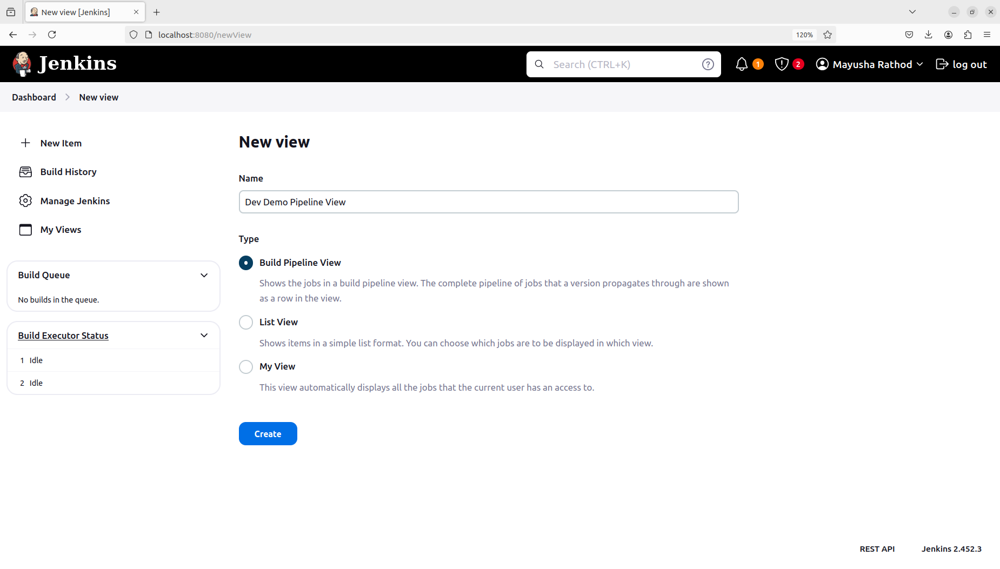 New view [Jenkins]
localhost:8080/newView
120%
Jenkins
Search (CTRL+K)
?
1
2
Mayusha Rathod
log out
Dashboard
New view
New Item
Build History
Manage Jenkins
My Views
Build Queue
No builds in the queue.
Build Executor Status
1 Idle
2 Idle
New view
Name
Dev Demo Pipeline View
Type
Build Pipeline View
Shows the jobs in a build pipeline view. The complete pipeline of jobs that a version propagates through are shown
as a row in the view.
List View
Shows items in a simple list format. You can choose which jobs are to be displayed in which view.
My View
This view automatically displays all the jobs that the current user has an access to.
Create
REST API
Jenkins 2.452.3